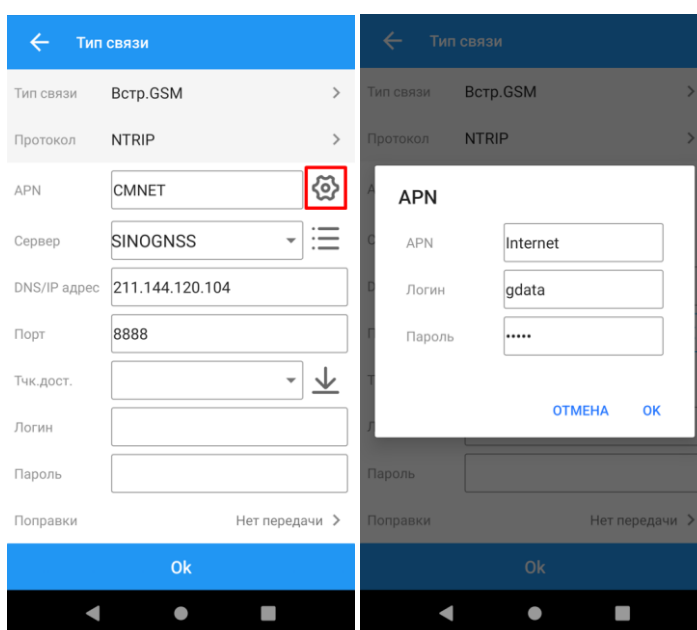 Тип связи
Тип связи Встр.GSM
Протокол NTRIP
APN CMNET
Сервер SINOGNSS
DNS/IP адрес 211.144.120.104
Порт 8888
Тчк.дост.
Логин
Пароль
Поправки Нет передачи
Ok
Тип связи
Тип связи Встр.GSM
Протокол NTRIP
APN
APN Internet
Логин gdata
Пароль •••••
ОТМЕНА OK
Пароль
Поправки Нет передачи
Ok